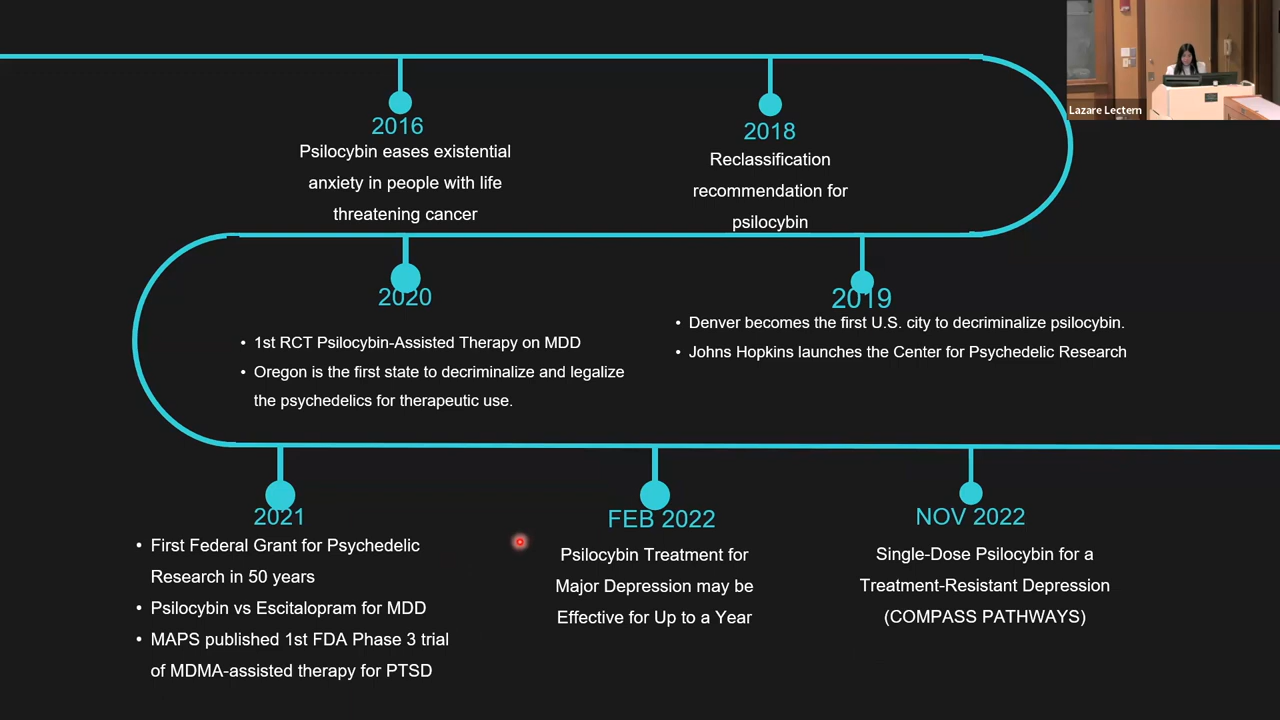 Lazare Lectern
2016
Psilocybin eases existential
anxiety in people with life
threatening cancer
2018
Reclassification
recommendation for
psilocybin
2020
• 1st RCT Psilocybin-Assisted Therapy on MDD
• Oregon is the first state to decriminalize and legalize
the psychedelics for therapeutic use.
2019
• Denver becomes the first U.S. city to decriminalize psilocybin.
• Johns Hopkins launches the Center for Psychedelic Research
2021
• First Federal Grant for Psychedelic
Research in 50 years
• Psilocybin vs Escitalopram for MDD
• MAPS published 1st FDA Phase 3 trial
of MDMA-assisted therapy for PTSD
FEB 2022
Psilocybin Treatment for
Major Depression may be
Effective for Up to a Year
NOV 2022
Single-Dose Psilocybin for a
Treatment-Resistant Depression
(COMPASS PATHWAYS)